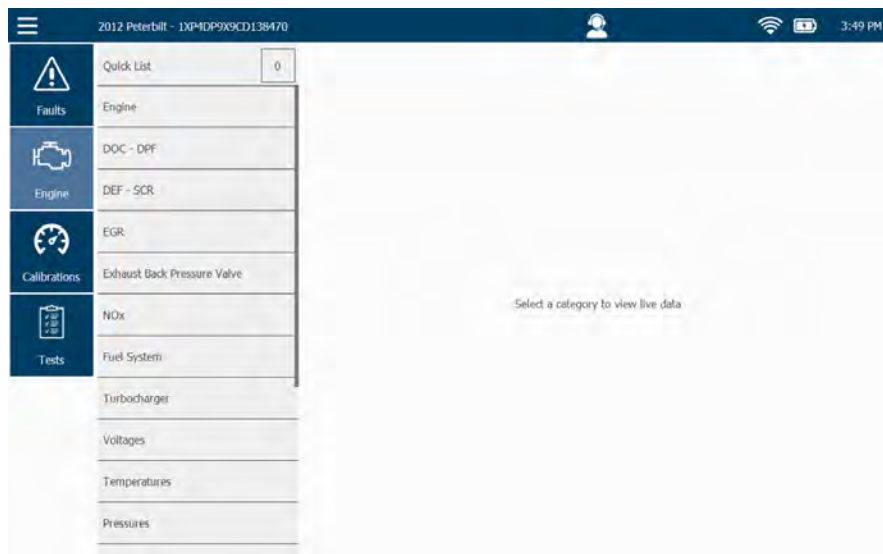 2012 Peterbilt - 1XP4DP9X9CD138470
3:49 PM
Faults
Engine
Calibrations
Tests
Quick List 0
Engine
DOC - DPF
DEF - SCR
EGR
Exhaust Back Pressure Valve
NOx
Fuel System
Turbocharger
Voltages
Temperatures
Pressures
Select a category to view live data